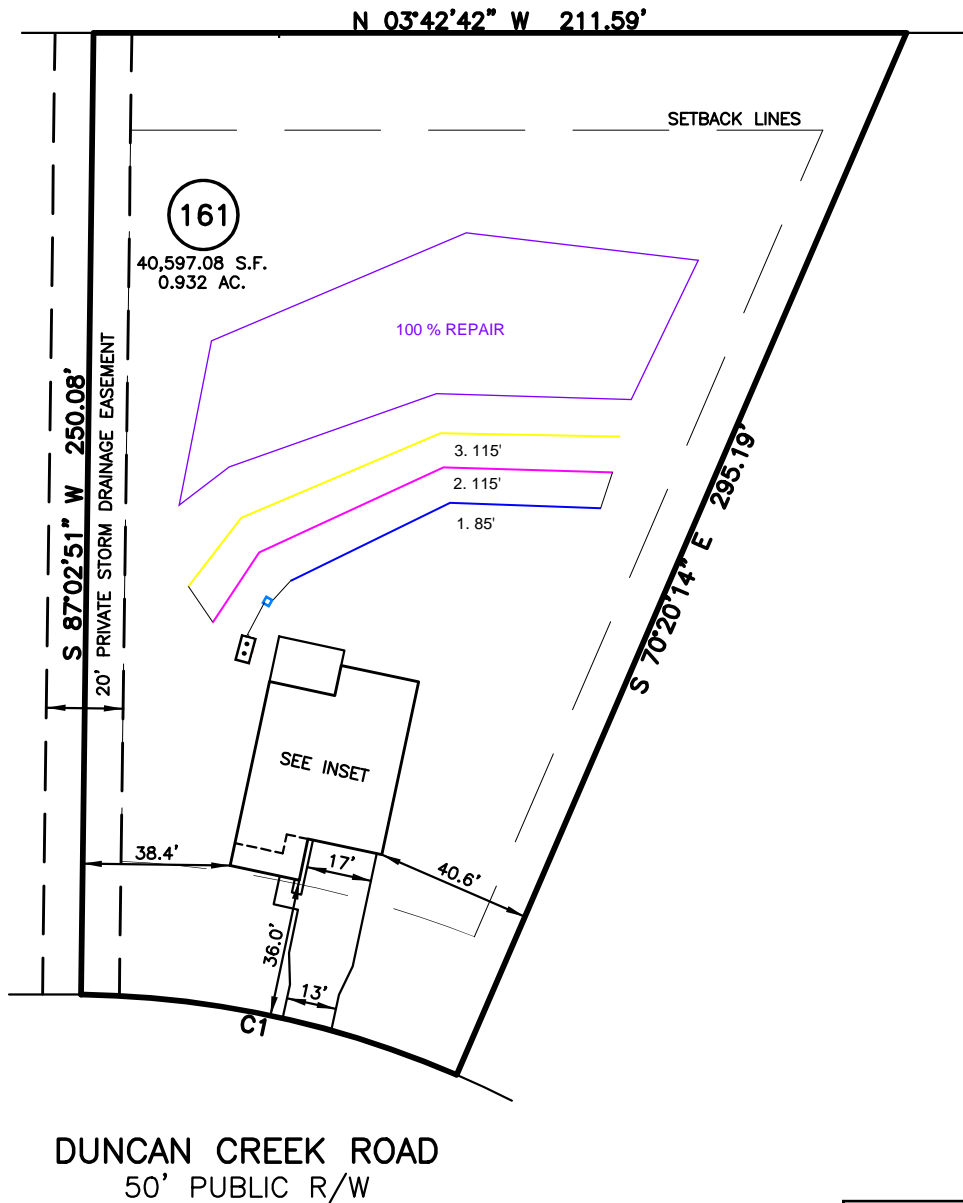 N 03°42'42" W 211.59'
SETBACK LINES
161
40,597.08 S.F.
0.932 AC.
100 % REPAIR
S 87°02'51" W 250.08'
20' PRIVATE STORM DRAINAGE EASEMENT
3. 115'
2. 115'
1. 85'
S 70°20'14" E 295.19'
SEE INSET
38.4'
17'
40.6'
36.0'
13'
C1
DUNCAN CREEK ROAD
50' PUBLIC R/W